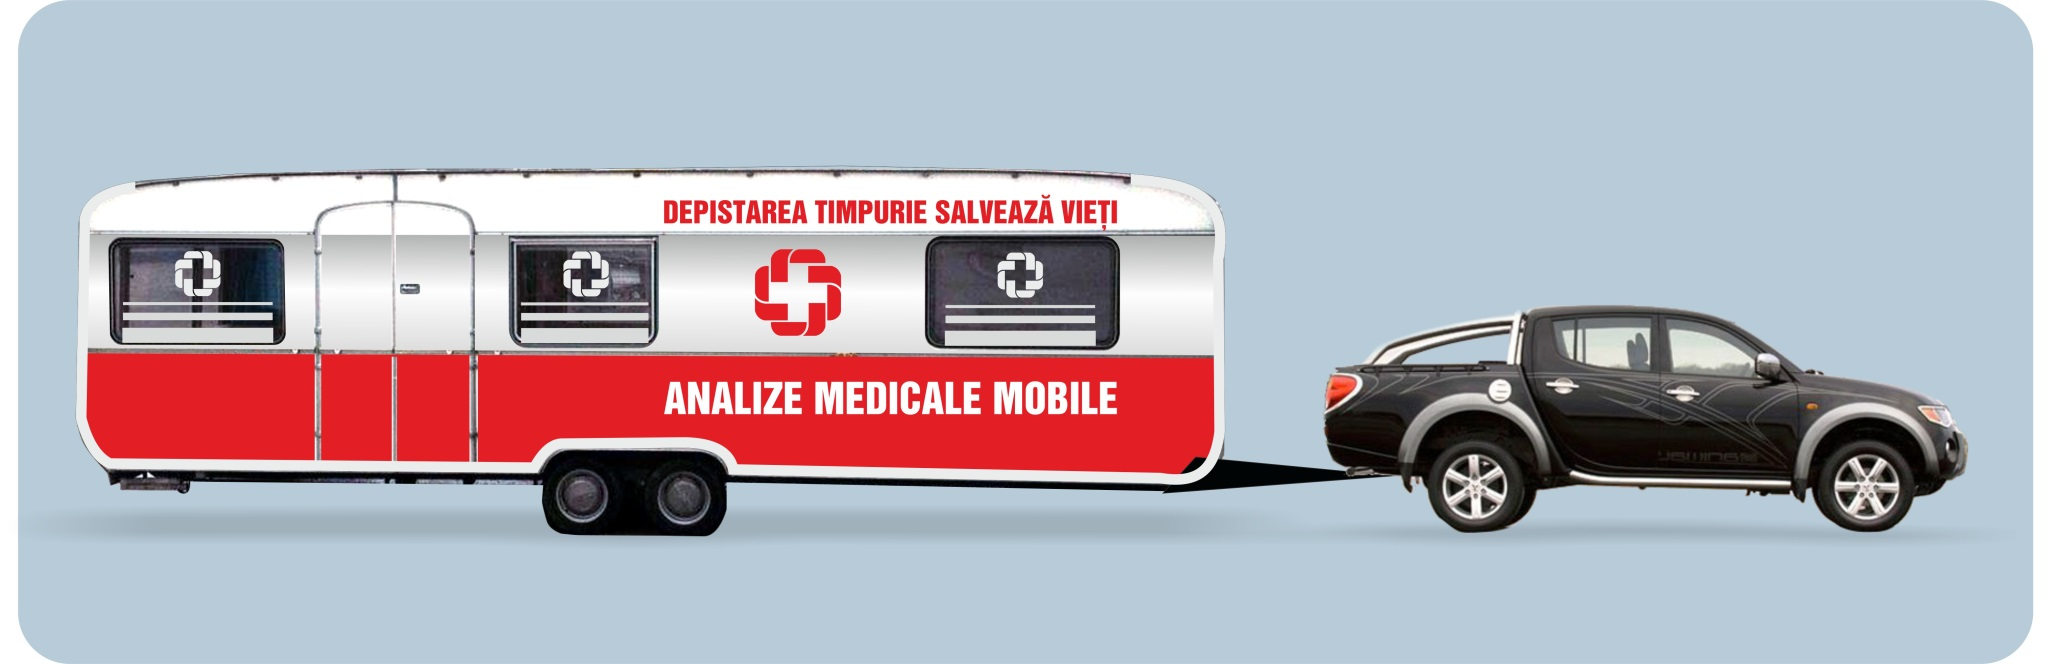 DEPISTAREA TIMPURIE SALVEAZĂ VIEȚI
ANALIZE MEDICALE MOBILE